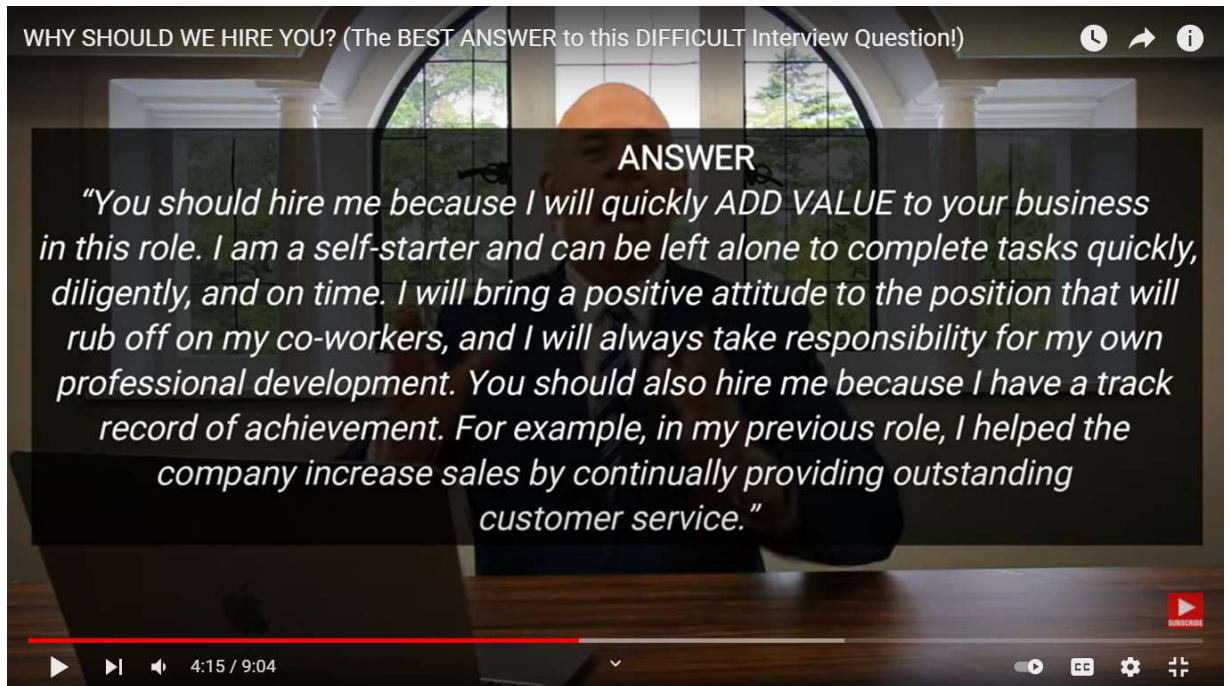 WHY SHOULD WE HIRE YOU? (The BEST ANSWER to this DIFFICULT Interview Question!)
ANSWER
“You should hire me because I will quickly ADD VALUE to your business
in this role. I am a self-starter and can be left alone to complete tasks quickly,
diligently, and on time. I will bring a positive attitude to the position that will
rub off on my co-workers, and I will always take responsibility for my own
professional development. You should also hire me because I have a track
record of achievement. For example, in my previous role, I helped the
company increase sales by continually providing outstanding
customer service.”
SUBSCRIBE
4:15 / 9:04
CC